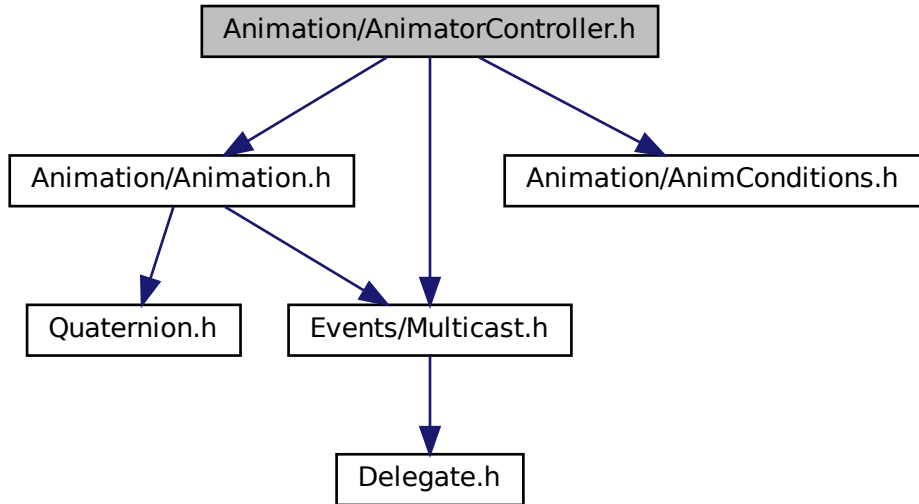 Animation/AnimatorController.h
Animation/Animation.h
Animation/AnimConditions.h
Quaternion.h
Events/Multicast.h
Delegate.h